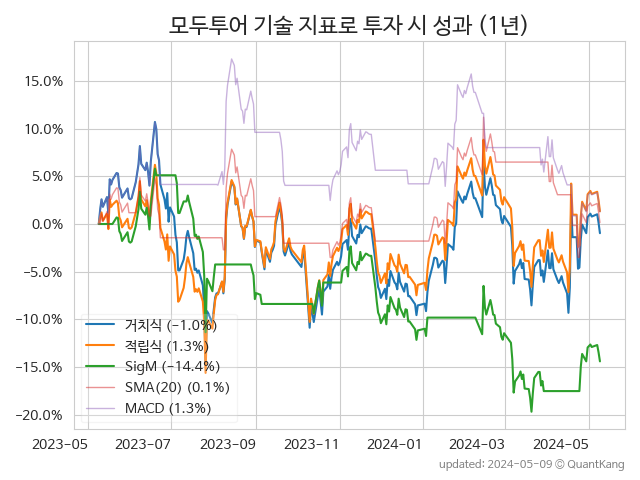 모두투어 기술 지표로 투자 시 성과 (1년)
15.0%
10.0%
5.0%
0.0%
−5.0%
−10.0%
−15.0%
−20.0%
거치식 (−1.0%)
적립식 (1.3%)
SigM (−14.4%)
SMA(20) (0.1%)
MACD (1.3%)
2023−05
2023−07
2023−09
2023−11
2024−01
2024−03
2024−05
updated: 2024-05-09 © QuantKang